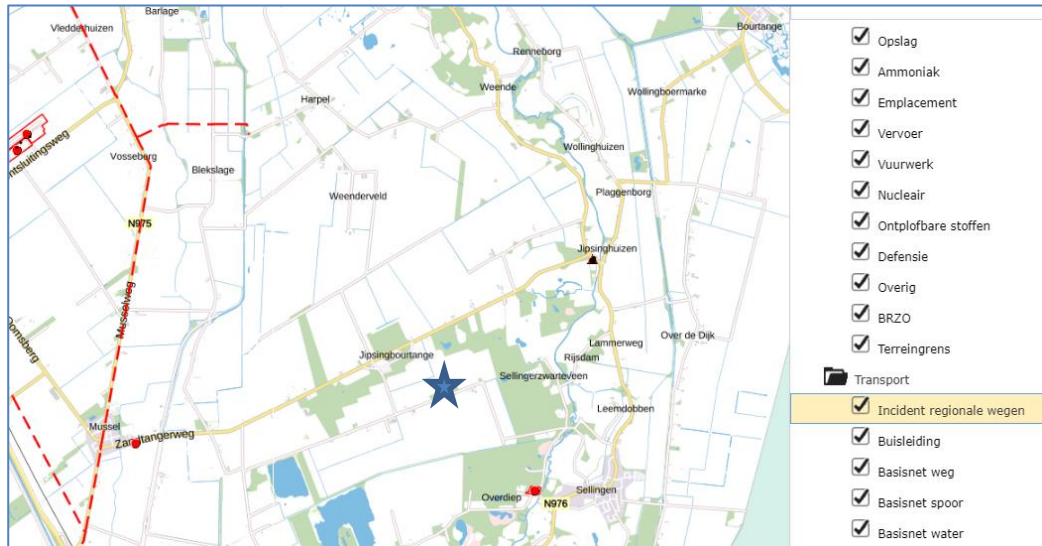 Barlage
Vleddeshuizen
Bourtange
Renneborg
Weende
Wollingboermarke
Harpel
ntsluitingsweg
Vosseberg
Blekslage
Wollinghuizen
Weenderveld
Plaggenborg
N975
Jipsinghuizen
Musselweg
Over de Dijk
Lammerweg
Jipsingbourtange
Rijsdam
Sellingerzwarteveen
Leemdobben
Mussel
Zandtangerweg
Overdiep
Sellingen
N976
Opslag
Ammoniak
Emplacement
Vervoer
Vuurwerk
Nucleair
Ontplofbare stoffen
Defensie
Overig
BRZO
Terreingrens
Transport
Incident regionale wegen
Buisleiding
Basisnet weg
Basisnet spoor
Basisnet water